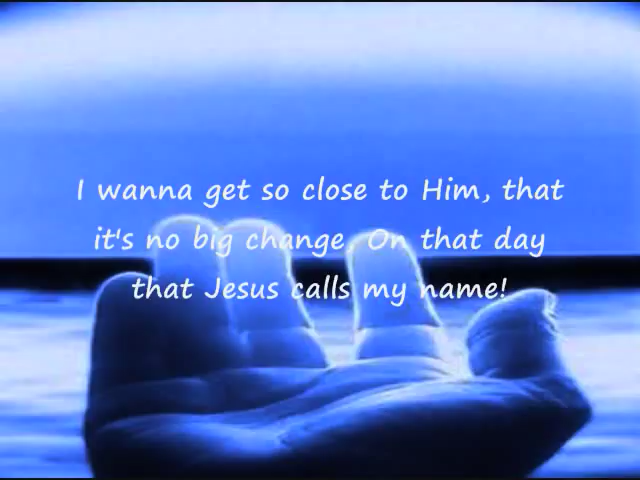 I wanna get so close to Him, that
it's no big change, On that day
that Jesus calls my name!